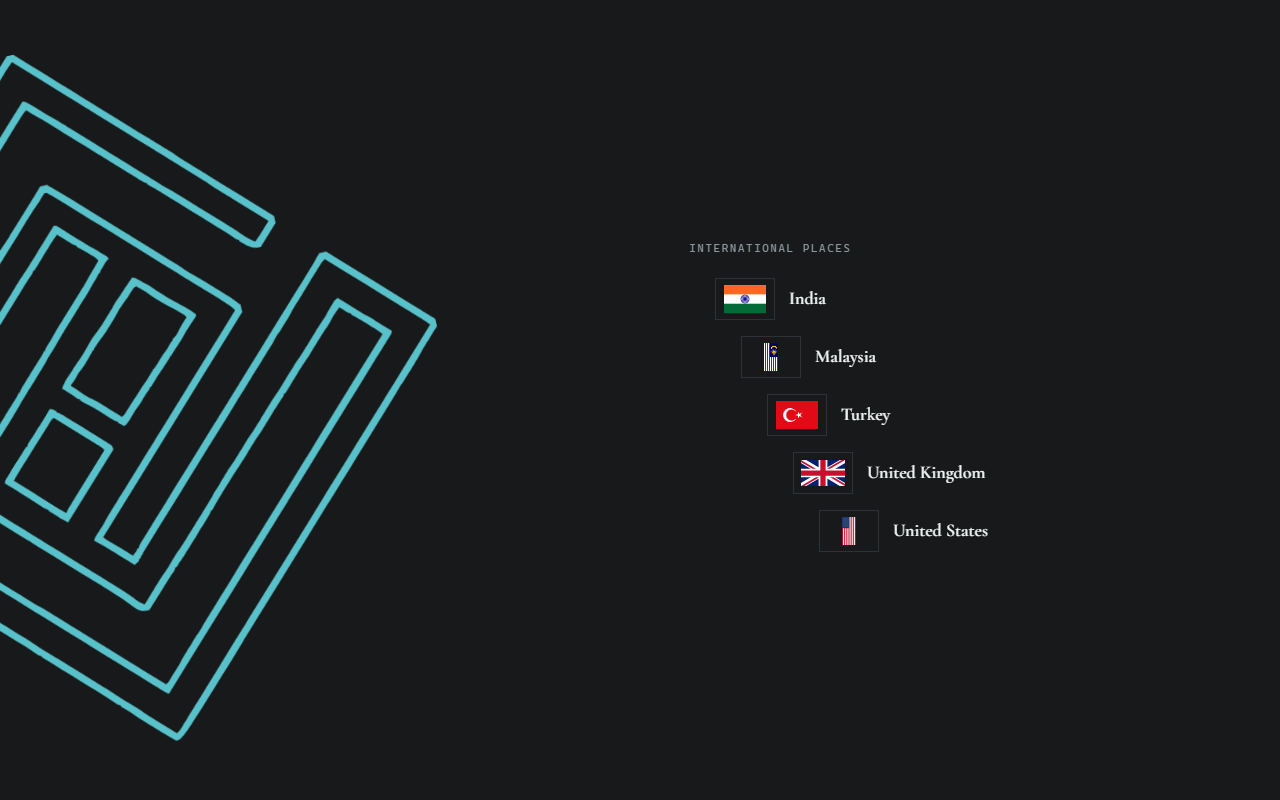 INTERNATIONAL PLACES
India
Malaysia
Turkey
United Kingdom
United States